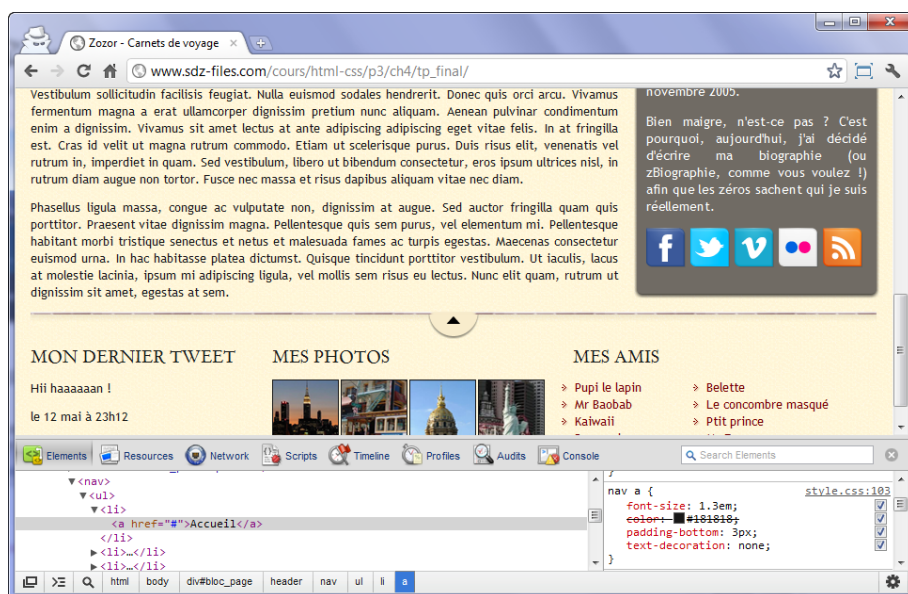 Zozor - Carnets de voyage
www.sdz-files.com/cours/html-css/p3/ch4/tp_final/
Vestibulum sollicitudin facilisis feugiat. Nulla euismod sodales hendrerit. Donec quis orci arcu. Vivamus
fermentum magna a erat ullamcorper dignissim pretium nunc aliquam. Aenean pulvinar condimentum
enim a dignissim. Vivamus sit amet lectus at ante adipiscing adipiscing eget vitae felis. In at fringilla
est. Cras id velit ut magna rutrum commodo. Etiam ut scelerisque purus. Duis risus elit, venenatis vel
rutrum in, imperdiet in quam. Sed vestibulum, libero ut bibendum consectetur, eros ipsum ultrices nisl, in
rutrum diam augue non tortor. Fusce nec massa et risus dapibus aliquam vitae nec diam.
Phasellus ligula massa, congue ac vulputate non, dignissim at augue. Sed auctor fringilla quam quis
porttitor. Praesent vitae dignissim magna. Pellentesque quis sem purus, vel elementum mi. Pellentesque
habitant morbi tristique senectus et netus et malesuada fames ac turpis egestas. Maecenas consectetur
euismod urna. In hac habitasse platea dictumst. Quisque tincidunt porttitor vestibulum. Ut iaculis, lacus
at molestie lacinia, ipsum mi adipiscing ligula, vel mollis sem risus eu lectus. Nunc elit quam, rutrum ut
dignissim sit amet, egestas at sem.
novembre 2005.
Bien maigre, n'est-ce pas ? C'est
pourquoi, aujourd'hui, j'ai décidé
d'écrire ma biographie (ou
zBiographie, comme vous voulez !)
afin que les zéros sachent qui je suis
réellement.
MON DERNIER TWEET
Hii haaaaaan !
le 12 mai à 23h12
MES PHOTOS
MES AMIS
Pupi le lapin
Mr Baobab
Kaiwaii
Belette
Le concombre masqué
Ptit prince
Elements Resources Network Scripts Timeline Profiles Audits Console Search Elements
<nav>
<ul>
<li>
<a href="#">Accueil</a>
</li>
<li>…</li>
<li>…</li>
}
nav a { style.css:103
font-size: 1.3em;
color: #181818;
padding-bottom: 3px;
text-decoration: none;
}
html body div#bloc_page header nav ul li a